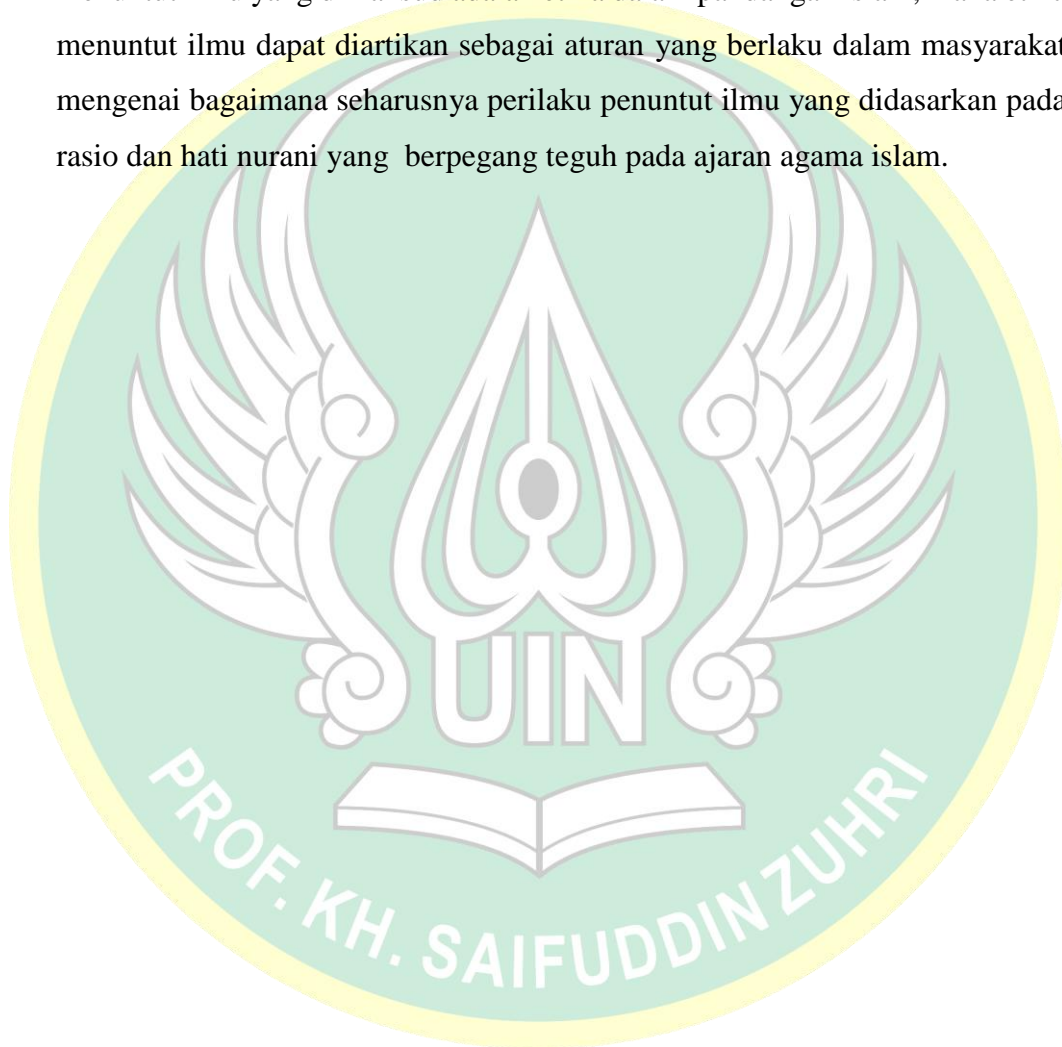 menuntut ilmu dapat diartikan sebagai aturan yang berlaku dalam masyarakat
mengenai bagaimana seharusnya perilaku penuntut ilmu yang didasarkan pada
rasio dan hati nurani yang  berpegang teguh pada ajaran agama islam.
UIN
PROF. KH. SAIFUDDIN ZUHRI